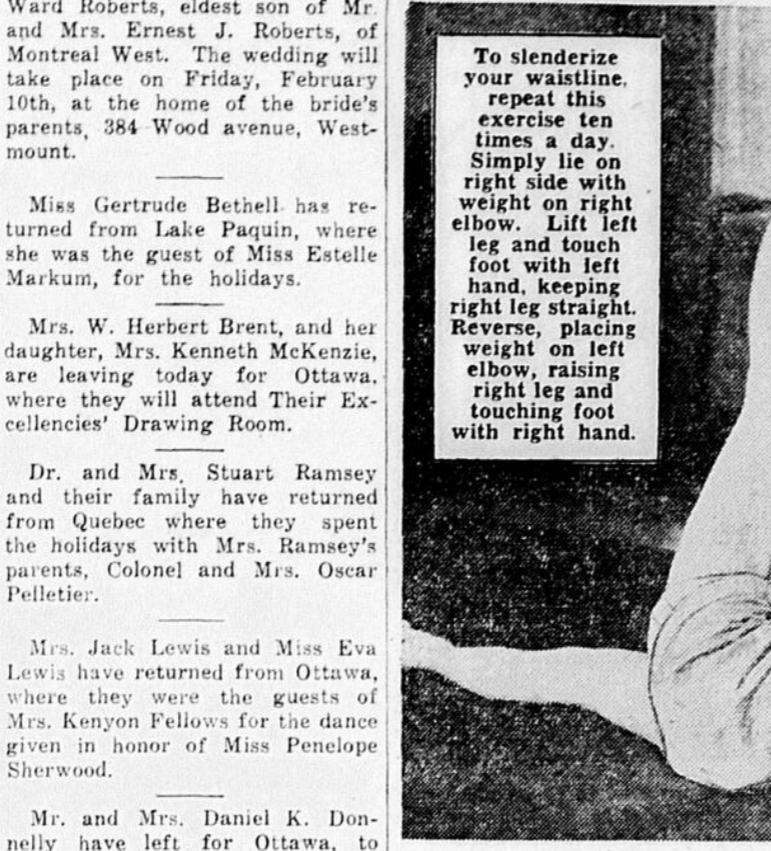 Ward Roberts, eldest son of Mr.
and Mrs. Ernest J. Roberts, of
Montreal West. The wedding will
take place on Friday, February
10th, at the home of the bride's
parents, 384 Wood avenue, West-
mount.
Miss Gertrude Bethell has re-
turned from Lake Paquin, where
she was the guest of Miss Estelle
Markum, for the holidays.
Mrs. W. Herbert Brent, and her
daughter, Mrs. Kenneth McKenzie,
are leaving today for Ottawa,
where they will attend Their Ex-
cellencies' Drawing Room.
Dr. and Mrs. Stuart Ramsey
and their family have returned
from Quebec where they spent
the holidays with Mrs. Ramsey's
parents, Colonel and Mrs. Oscar
Pelletier.
Mrs. Jack Lewis and Miss Eva
Lewis have returned from Ottawa,
where they were the guests of
Mrs. Kenyon Fellows for the dance
given in honor of Miss Penelope
Sherwood.
Mr. and Mrs. Daniel K. Don-
nelly have left for Ottawa, to
To slenderize
your waistline,
repeat this
exercise ten
times a day.
Simply lie on
right side with
weight on right
elbow. Lift left
leg and touch
foot with left
hand, keeping
right leg straight.
Reverse, placing
weight on left
elbow, raising
right leg and
touching foot
with right hand.